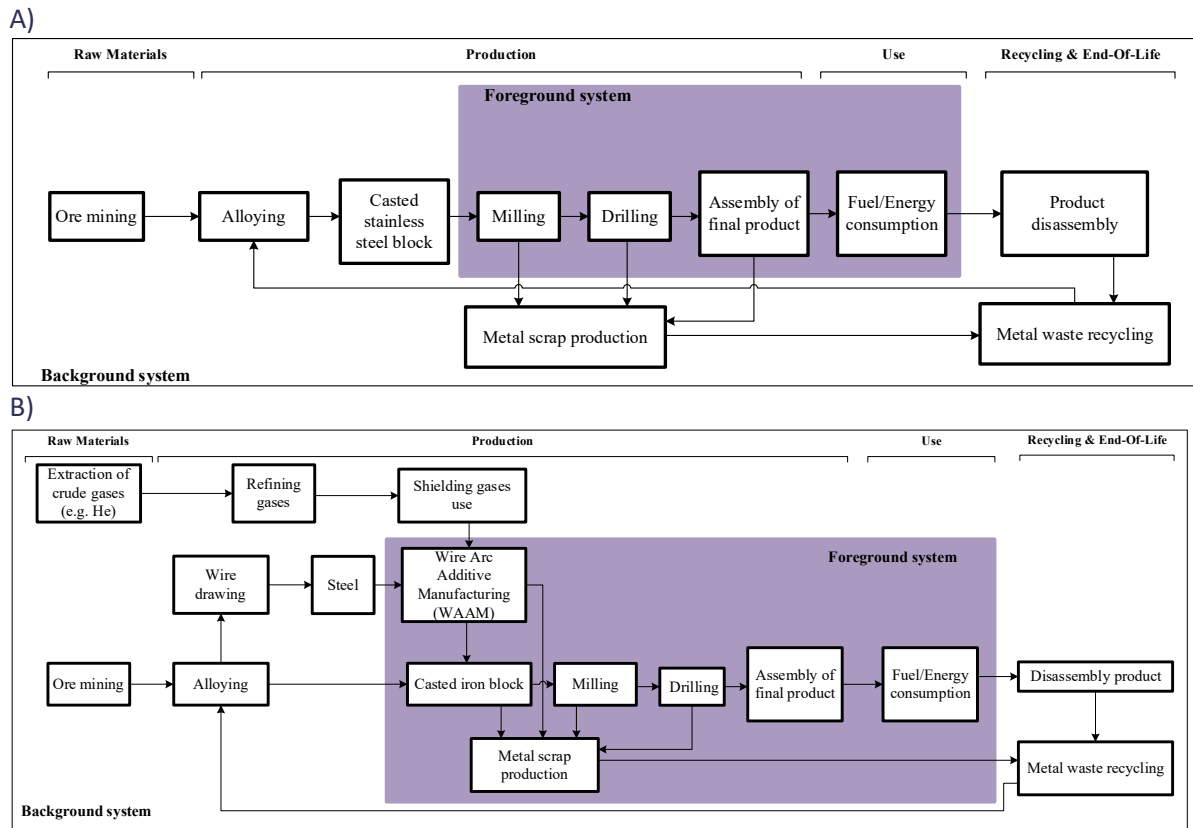 A)
Raw Materials
Production
Use
Recycling & End-Of-Life
Foreground system
Ore mining
Alloying
Casted
stainless
steel block
Milling
Drilling
Assembly of
final product
Fuel/Energy
consumption
Product
disassembly
Metal scrap production
Metal waste recycling
Background system
B)
Raw Materials
Production
Use
Recycling & End-Of-Life
Extraction of
crude gases
(e.g. He)
Refining
gases
Shielding gases
use
Foreground system
Wire
drawing
Steel
Wire Arc
Additive
Manufacturing
(WAAM)
Ore mining
Alloying
Casted iron block
Milling
Drilling
Assembly of
final product
Fuel/Energy
consumption
Disassembly product
Metal scrap
production
Metal waste recycling
Background system